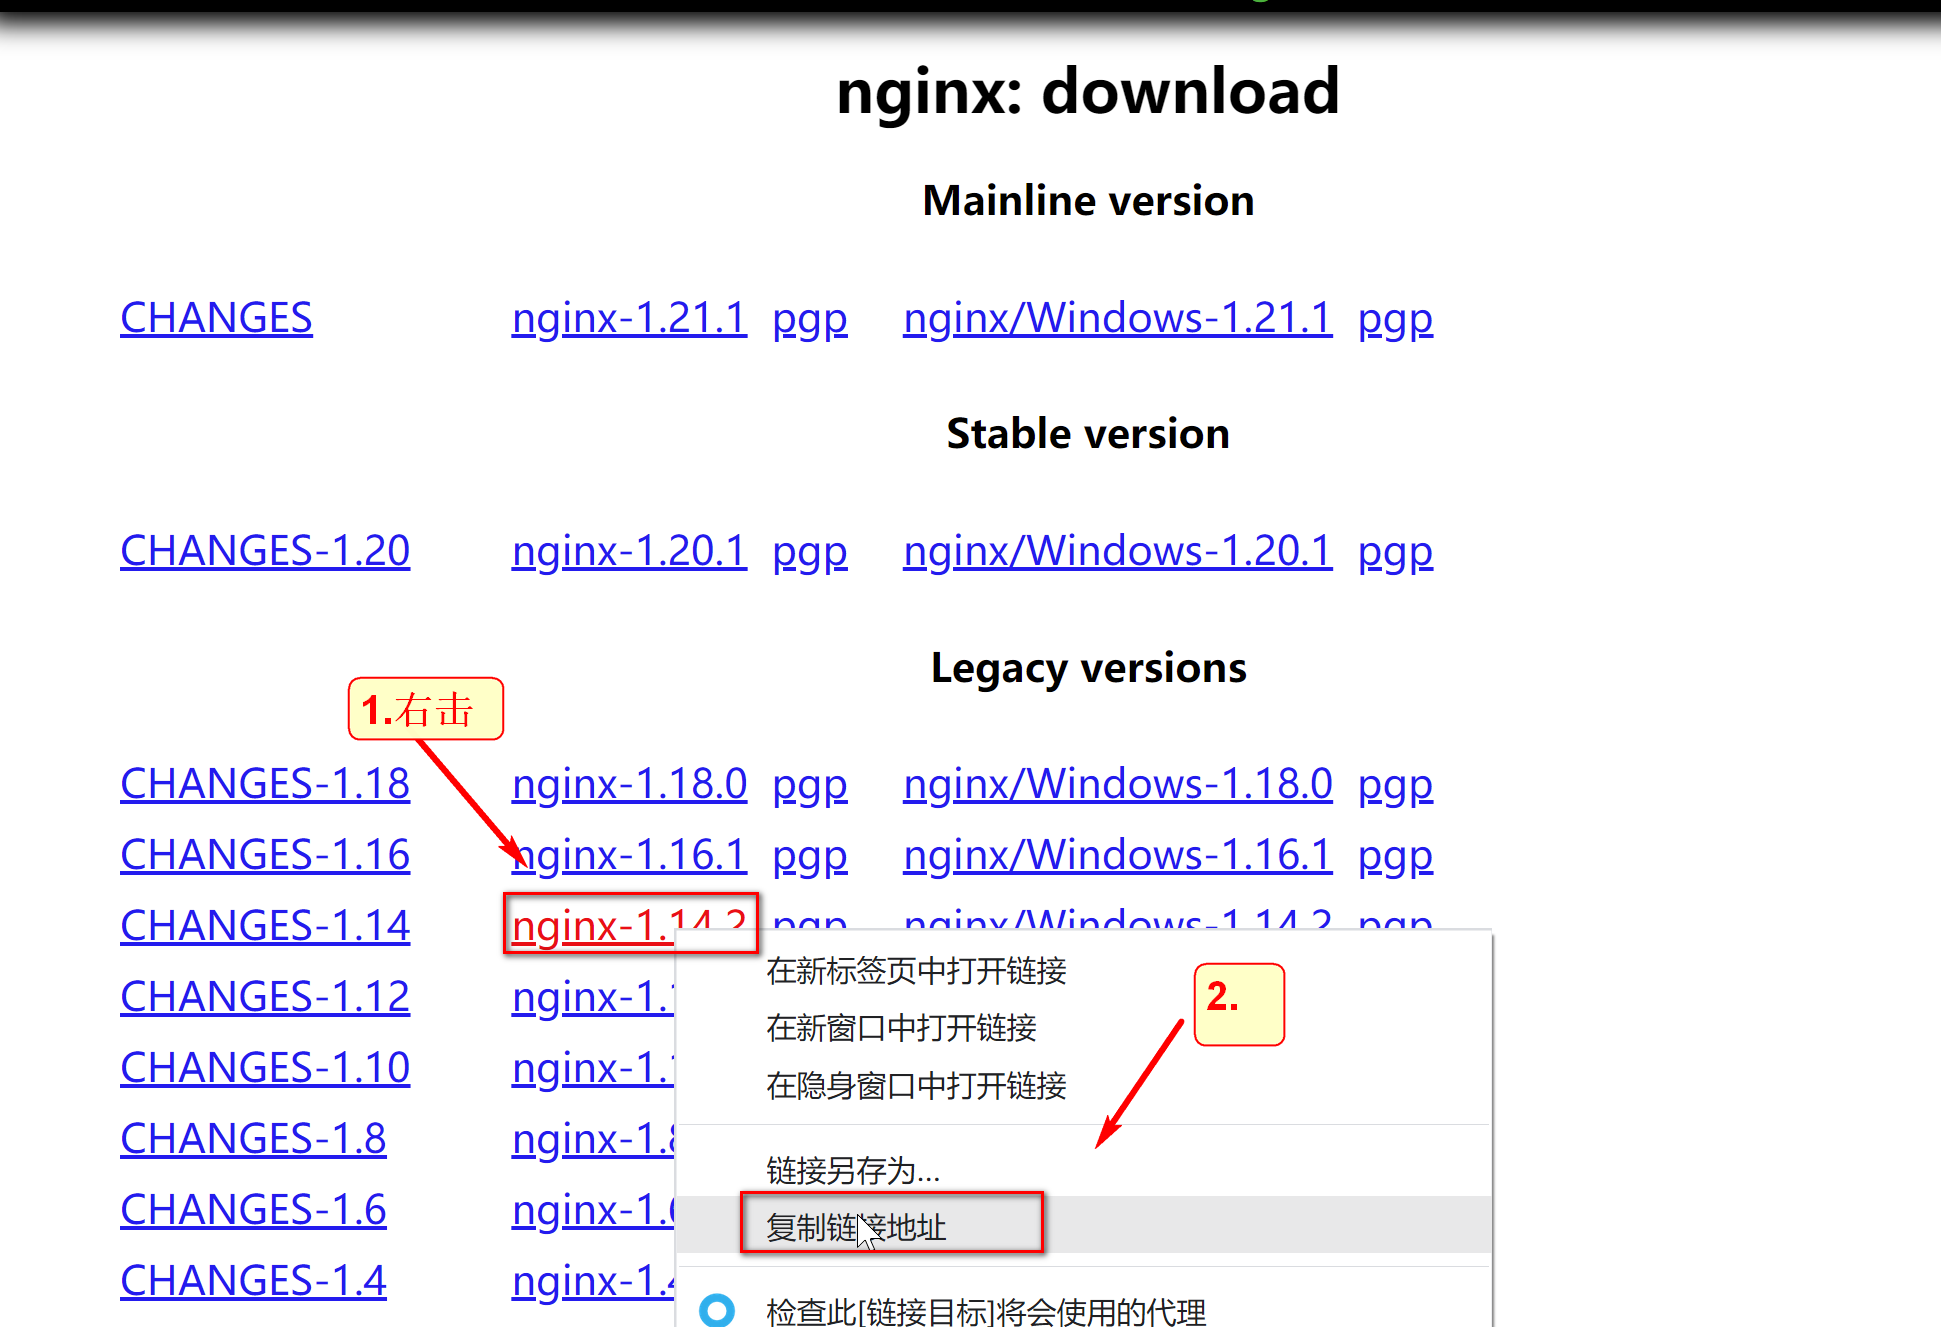 nginx: download
Mainline version
CHANGES nginx-1.21.1 pgp nginx/Windows-1.21.1 pgp
Stable version
CHANGES-1.20 nginx-1.20.1 pgp nginx/Windows-1.20.1 pgp
Legacy versions
1.右击
CHANGES-1.18 nginx-1.18.0 pgp nginx/Windows-1.18.0 pgp
CHANGES-1.16 nginx-1.16.1 pgp nginx/Windows-1.16.1 pgp
CHANGES-1.14 nginx-1.14.2 pgp nginx/Windows-1.14.2 pgp
在新标签页中打开链接
2.
CHANGES-1.12 nginx-1.1
在新窗口中打开链接
CHANGES-1.10 nginx-1.1
在隐身窗口中打开链接
CHANGES-1.8 nginx-1.8
链接另存为...
CHANGES-1.6 nginx-1.6
复制链接地址
CHANGES-1.4 nginx-1.4
检查此[链接目标]将会使用的代理